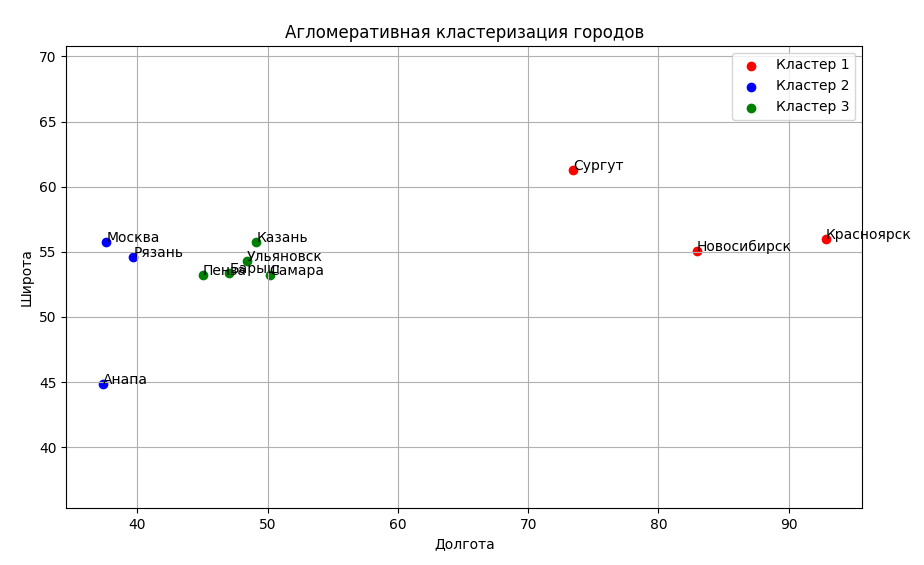 Агломеративная кластеризация городов
Кластер 1
Кластер 2
Кластер 3
70
65
60
55
50
45
40
Широта
Сургут
Москва
Рязань
Казань
Ульяновск
Пенза
Барыш
Самара
Новосибирск
Красноярск
Анапа
40
50
60
70
80
90
Долгота